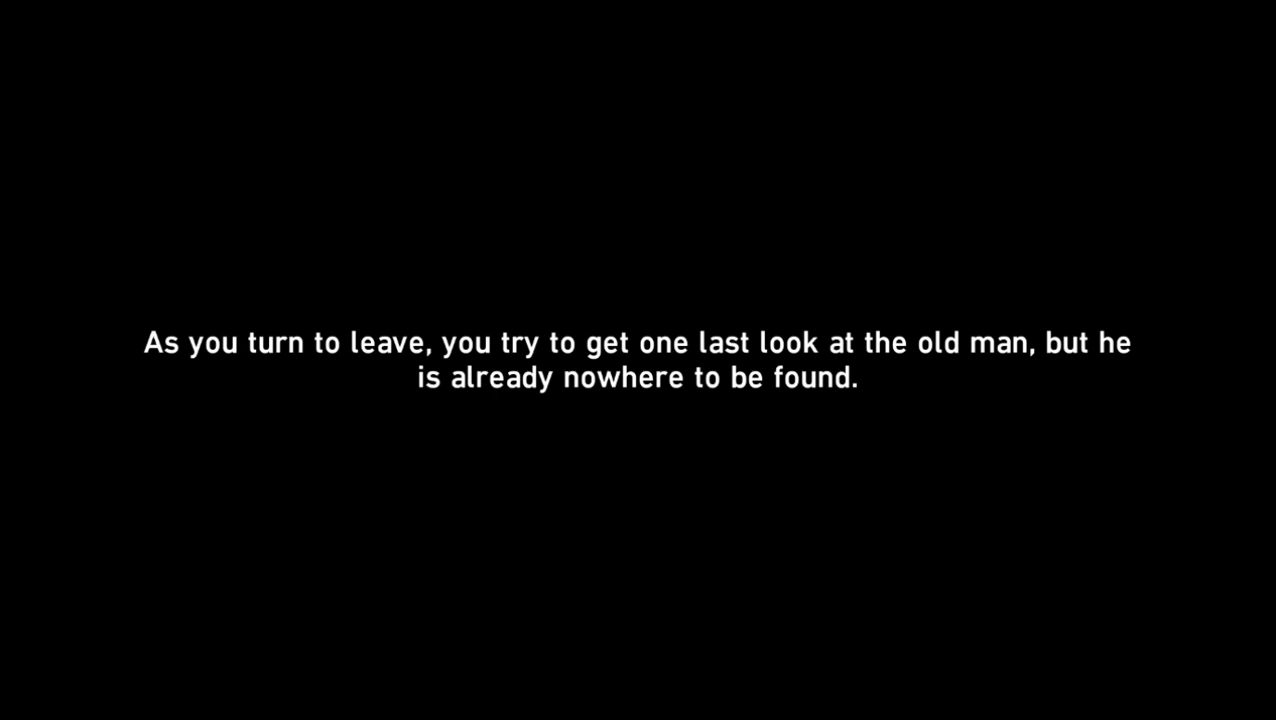 As you turn to leave, you try to get one last look at the old man, but he
is already nowhere to be found.